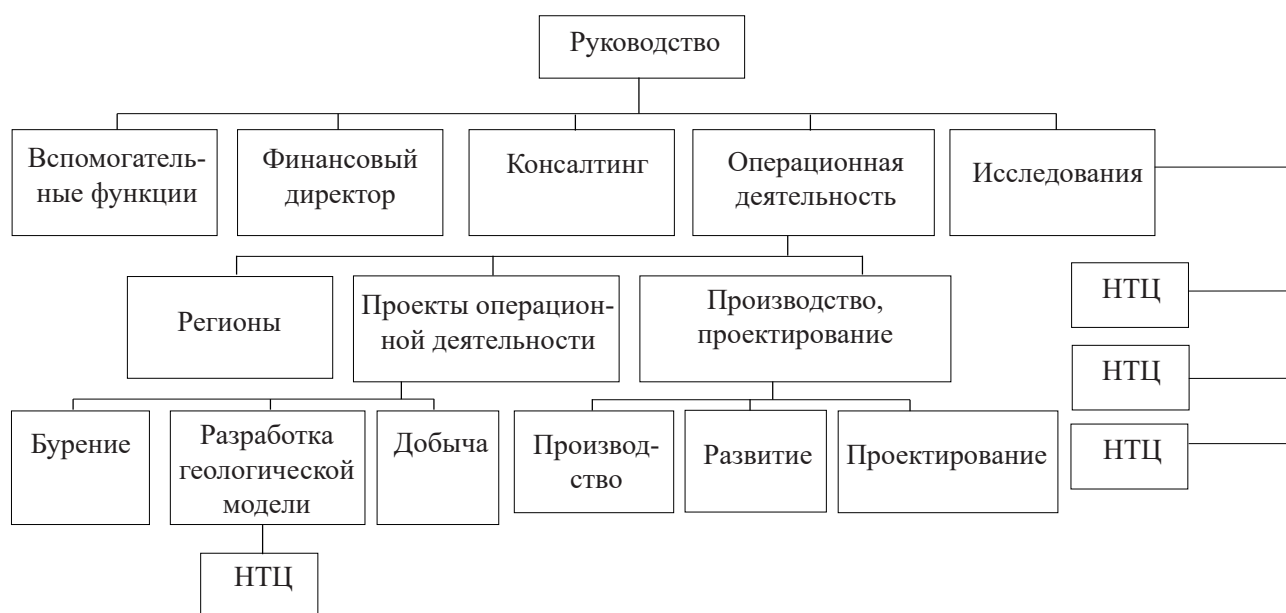 Руководство
Вспомогатель-
ные функции
Финансовый
директор
Консалтинг
Операционная
деятельность
Исследования
Регионы
Проекты операцион-
ной деятельности
Производство,
проектирование
НТЦ
НТЦ
Бурение
Разработка
геологической
модели
Добыча
Производ-
ство
Развитие
Проектирование
НТЦ
НТЦ